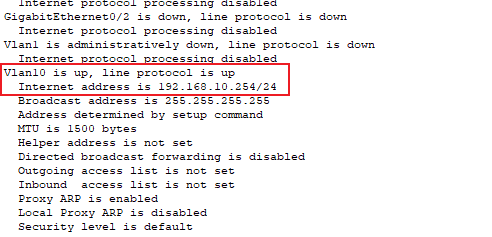 Internet protocol processing disabled
GigabitEthernet0/2 is down, line protocol is down
Internet protocol processing disabled
Vlan1 is administratively down, line protocol is down
Internet protocol processing disabled
Vlan10 is up, line protocol is up
Internet address is 192.168.10.254/24
Broadcast address is 255.255.255.255
Address determined by setup command
MTU is 1500 bytes
Helper address is not set
Directed broadcast forwarding is disabled
Outgoing access list is not set
Inbound  access list is not set
Proxy ARP is enabled
Local Proxy ARP is disabled
Security level is default